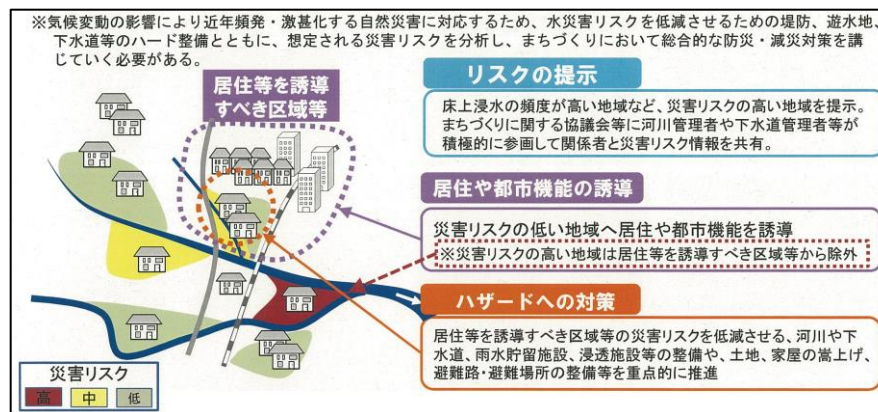 ※気候変動の影響により近年頻発・激甚化する自然災害に対応するため、水災害リスクを低減させるための堤防、遊水地、
下水道等のハード整備とともに、想定される災害リスクを分析し、まちづくりにおいて総合的な防災・減災対策を講
じていく必要がある。
居住等を誘導
すべき区域等
リスクの提示
床上浸水の頻度が高い地域など、災害リスクの高い地域を提示。
まちづくりに関する協議会等に河川管理者や下水道管理者等が
積極的に参画して関係者と災害リスク情報を共有。
居住や都市機能の誘導
災害リスクの低い地域へ居住や都市機能を誘導
※災害リスクの高い地域は居住等を誘導すべき区域等から除外
ハザードへの対策
居住等を誘導すべき区域等の災害リスクを低減させる、河川や下
水道、雨水貯留施設、浸透施設等の整備や、土地、家屋の嵩上げ、
避難路・避難場所の整備等を重点的に推進
災害リスク
高 中 低